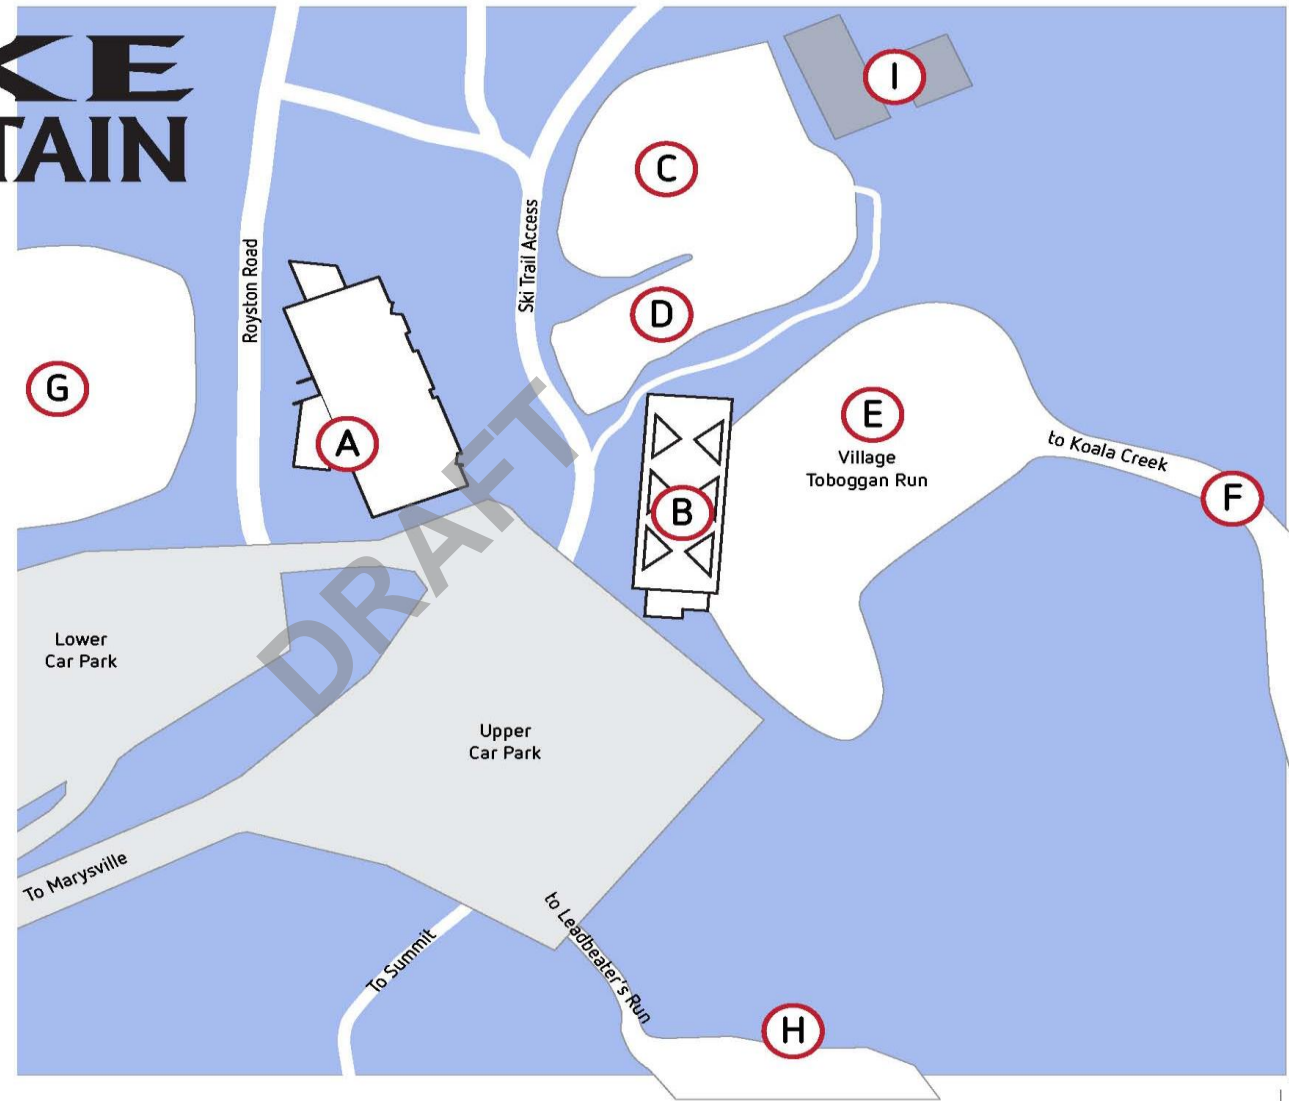 KE
TAIN
I
C
Royston Road
Ski Trail Access
D
G
A
E
Village
Toboggan Run
to Koala Creek
F
B
DRAFT
Lower
Car Park
Upper
Car Park
To Marysville
to Leadbeater's Run
To Summit
H